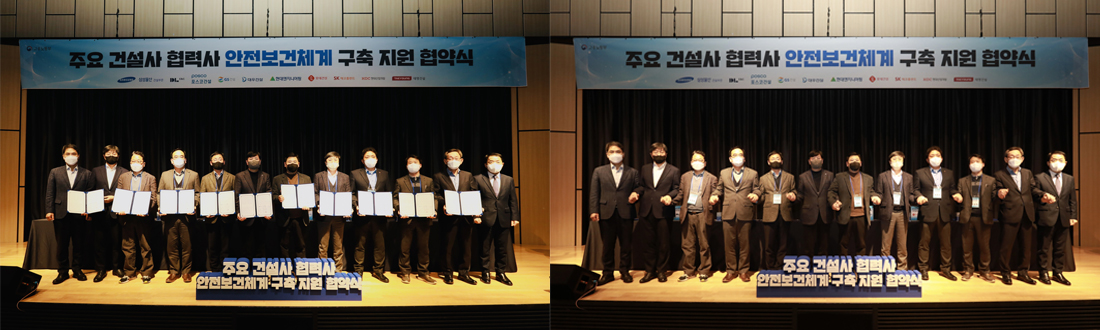 주요 건설사 협력사 안전보건체계 구축 지원 협약식
주요 건설사 협력사
안전보건체계 구축 지원 협약식
주요 건설사 협력사 안전보건체계 구축 지원 협약식
주요 건설사 협력사
안전보건체계 구축 지원 협약식